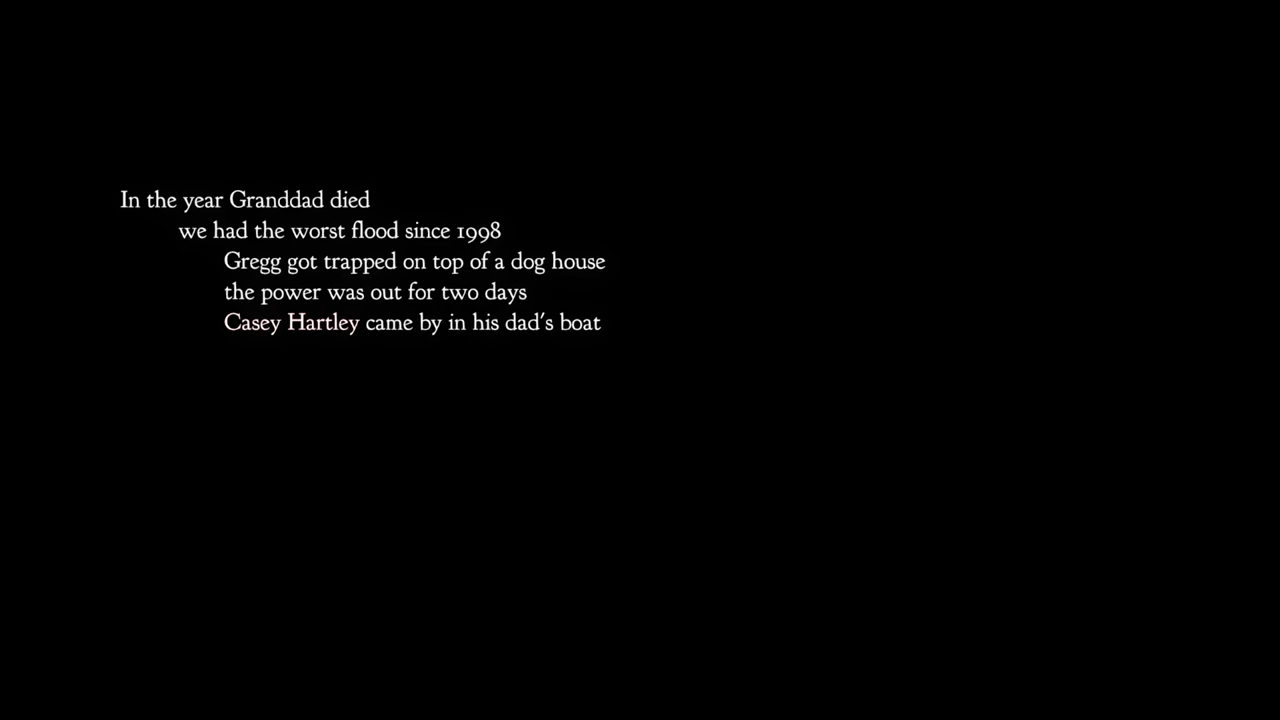 In the year Granddad died
we had the worst flood since 1998
Gregg got trapped on top of a dog house
the power was out for two days
Casey Hartley came by in his dad's boat